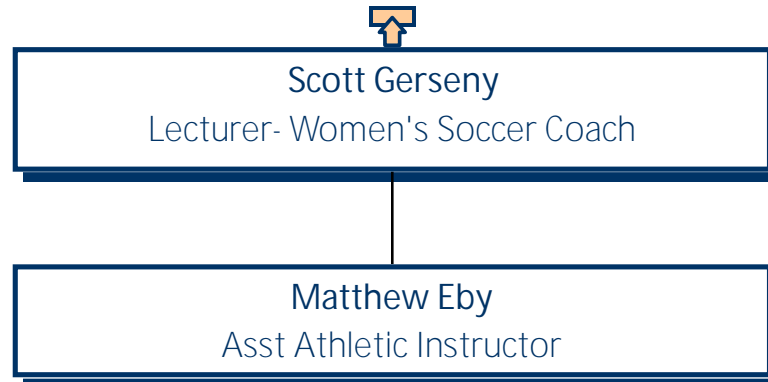 Scott Gerseny
Lecturer- Women's Soccer Coach
Matthew Eby
Asst Athletic Instructor